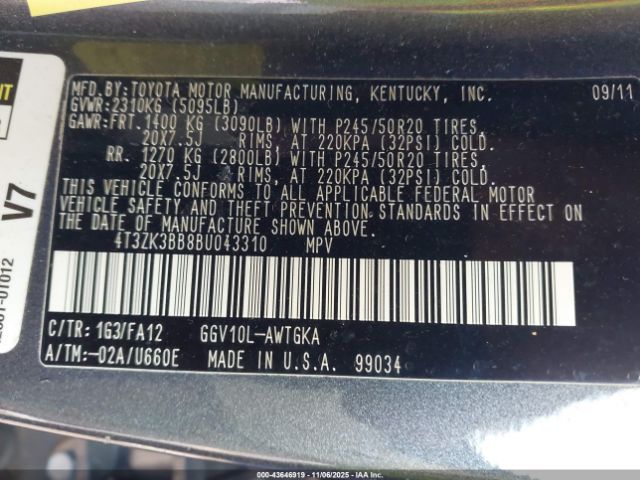 MFD.BY:TOYOTA MOTOR MANUFACTURING, KENTUCKY, INC. 09/11
GVWR:2310KG (5095LB)
GAWR:FRT. 1400 KG (3090LB) WITH P245/50R20 TIRES,
20X7.5J RIMS, AT 220KPA (32PSI) COLD.
RR. 1270 KG (2800LB) WITH P245/50R20 TIRES,
20X7.5J RIMS, AT 220KPA (32PSI) COLD.
THIS VEHICLE CONFORMS TO ALL APPLICABLE FEDERAL MOTOR
VEHICLE SAFETY AND THEFT PREVENTION STANDARDS IN EFFECT ON
THE DATE OF MANUFACTURE SHOWN ABOVE.
4T3ZK3BB8BU043310 MPV
C/TR: 1G3/FA12 GGV10L-AWTGKA
A/TM:-02A/U660E MADE IN U.S.A. 99034
V7
000-43646919 - 11/06/2025 - IAAI.COM